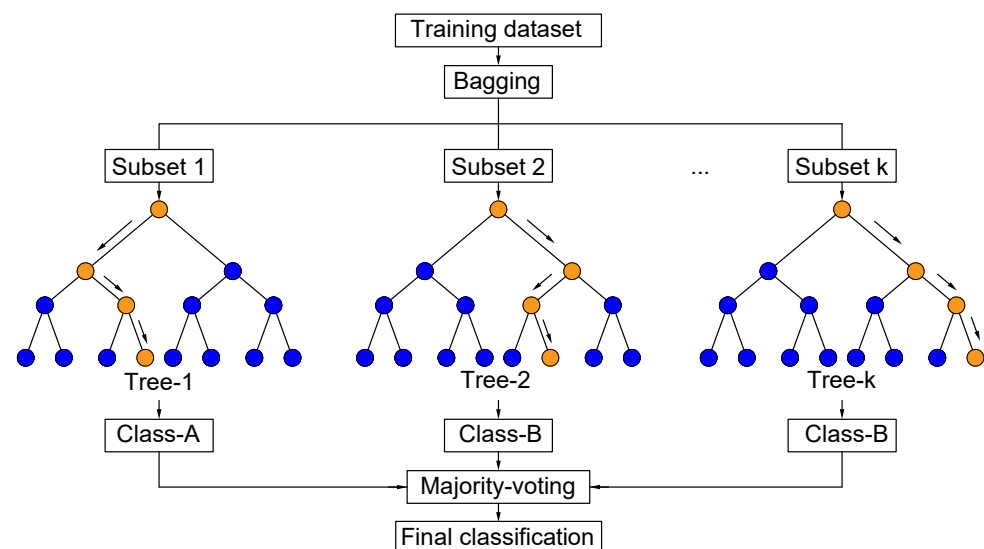 Training dataset
Bagging
Subset 1
Subset 2
...
Subset k
Tree-1
Tree-2
Tree-k
Class-A
Class-B
Class-B
Majority-voting
Final classification